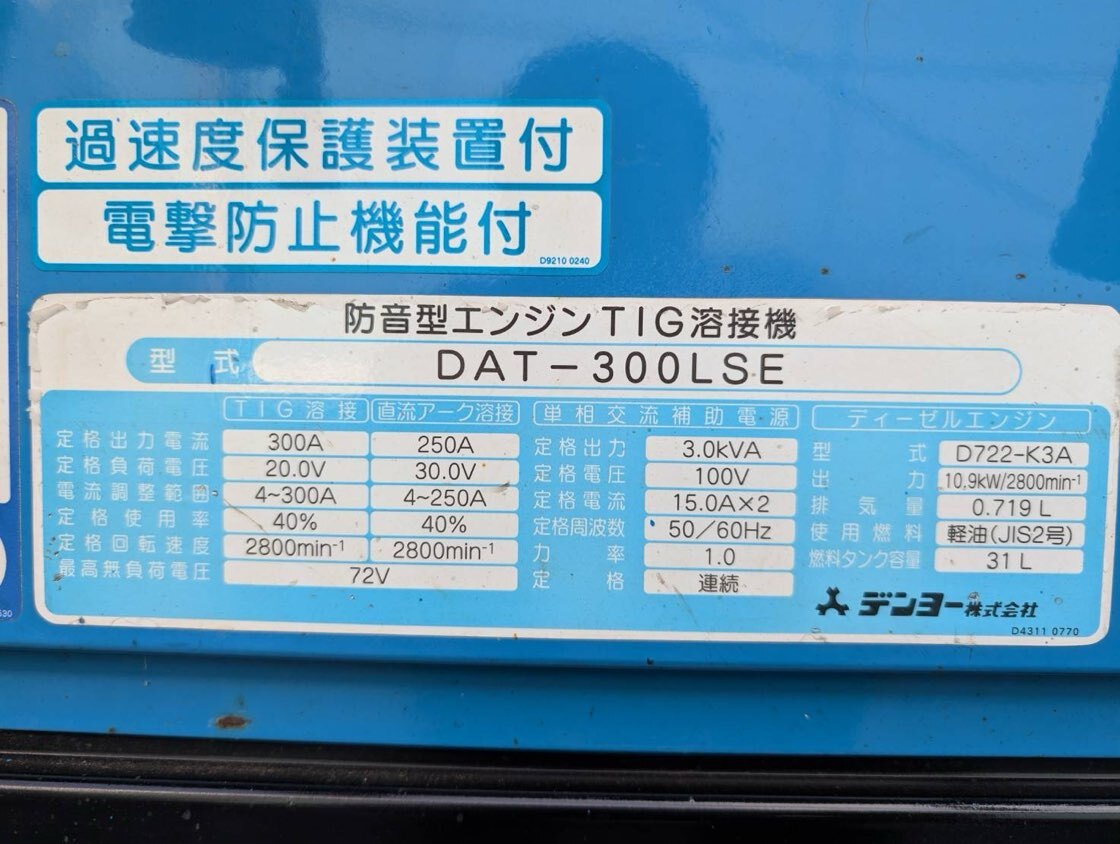 過速度保護装置付
電撃防止機能付
D9210 0240
防音型エンジンTIG溶接機
型式 DAT-300LSE
TIG溶接 直流アーク溶接
定格出力電流 300A 250A
定格負荷電圧 20.0V 30.0V
電流調整範囲 4~300A 4~250A
定格使用率 40% 40%
定格回転速度 2800min-1 2800min-1
最高無負荷電圧 72V
単相交流補助電源
定格出力 3.0kVA
定格電圧 100V
定格電流 15.0A×2
定格周波数 50/60Hz
力率 1.0
定格 連続
ディーゼルエンジン
型式 D722-K3A
出力 10.9kW/2800min-1
排気量 0.719 L
使用燃料 軽油(JIS2号)
燃料タンク容量 31 L
デンヨー株式会社
D4311 0770